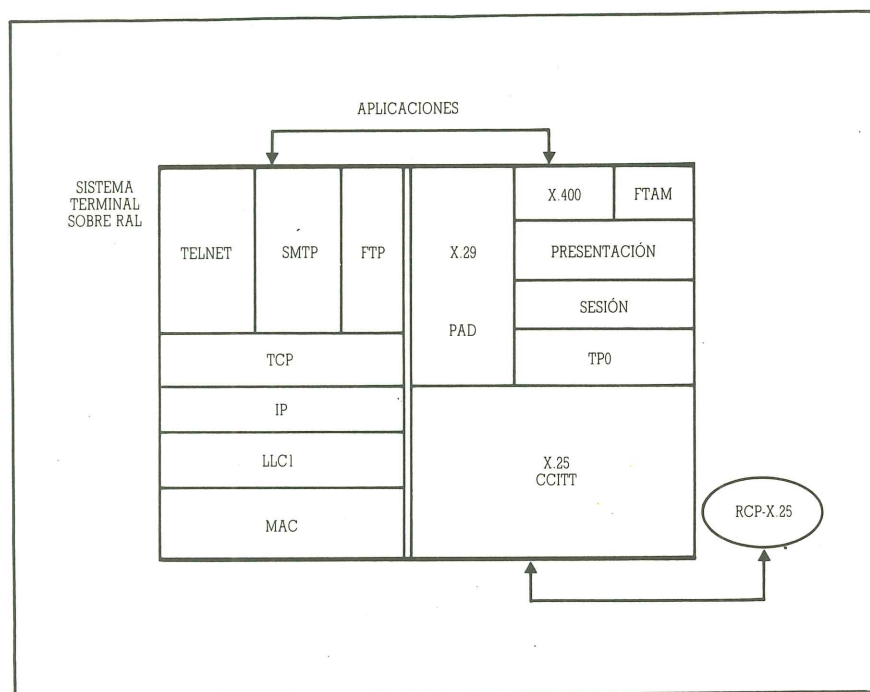 APLICACIONES
SISTEMA
TERMINAL
SOBRE RAL
TELNET
SMTP
FTP
X.29
PAD
X.400
FTAM
PRESENTACIÓN
SESIÓN
TP0
TCP
IP
LLC1
MAC
X.25
CCITT
RCP-X.25